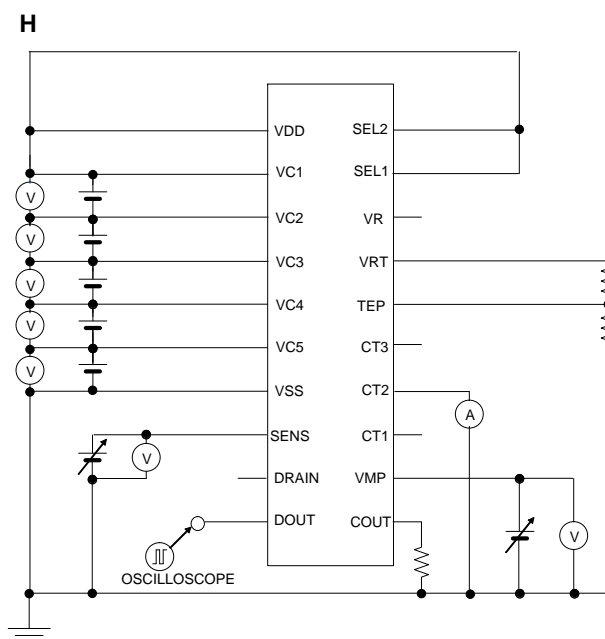 H
VDD
SEL2
VC1
SEL1
V
VC2
VR
V
VC3
VRT
V
VC4
TEP
V
VC5
CT3
V
VSS
CT2
A
SENS
CT1
V
DRAIN
VMP
V
DOUT
COUT
OSCILLOSCOPE